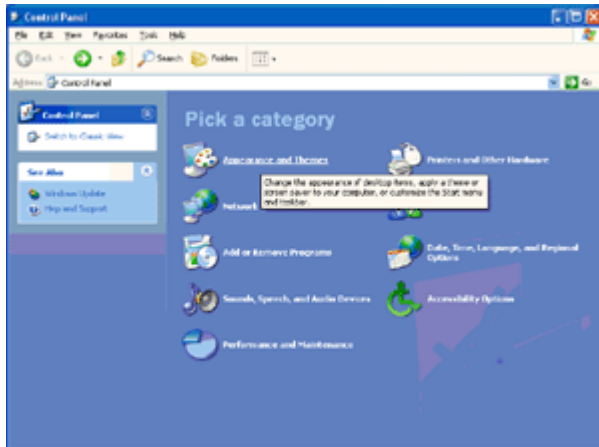 Control Panel
File Edit View Favorites Tools Help
Back Search Folders
Address Control Panel Go
Control Panel
Switch to Classic View
See Also
Windows Update
Help and Support
Pick a category
Appearance and Themes
Printers and Other Hardware
Change the appearance of desktop items, apply a theme or
screen saver to your computer, or customize the Start menu
and taskbar.
Network
Add or Remove Programs
Date, Time, Language, and Regional
Options
Sounds, Speech, and Audio Devices
Accessibility Options
Performance and Maintenance